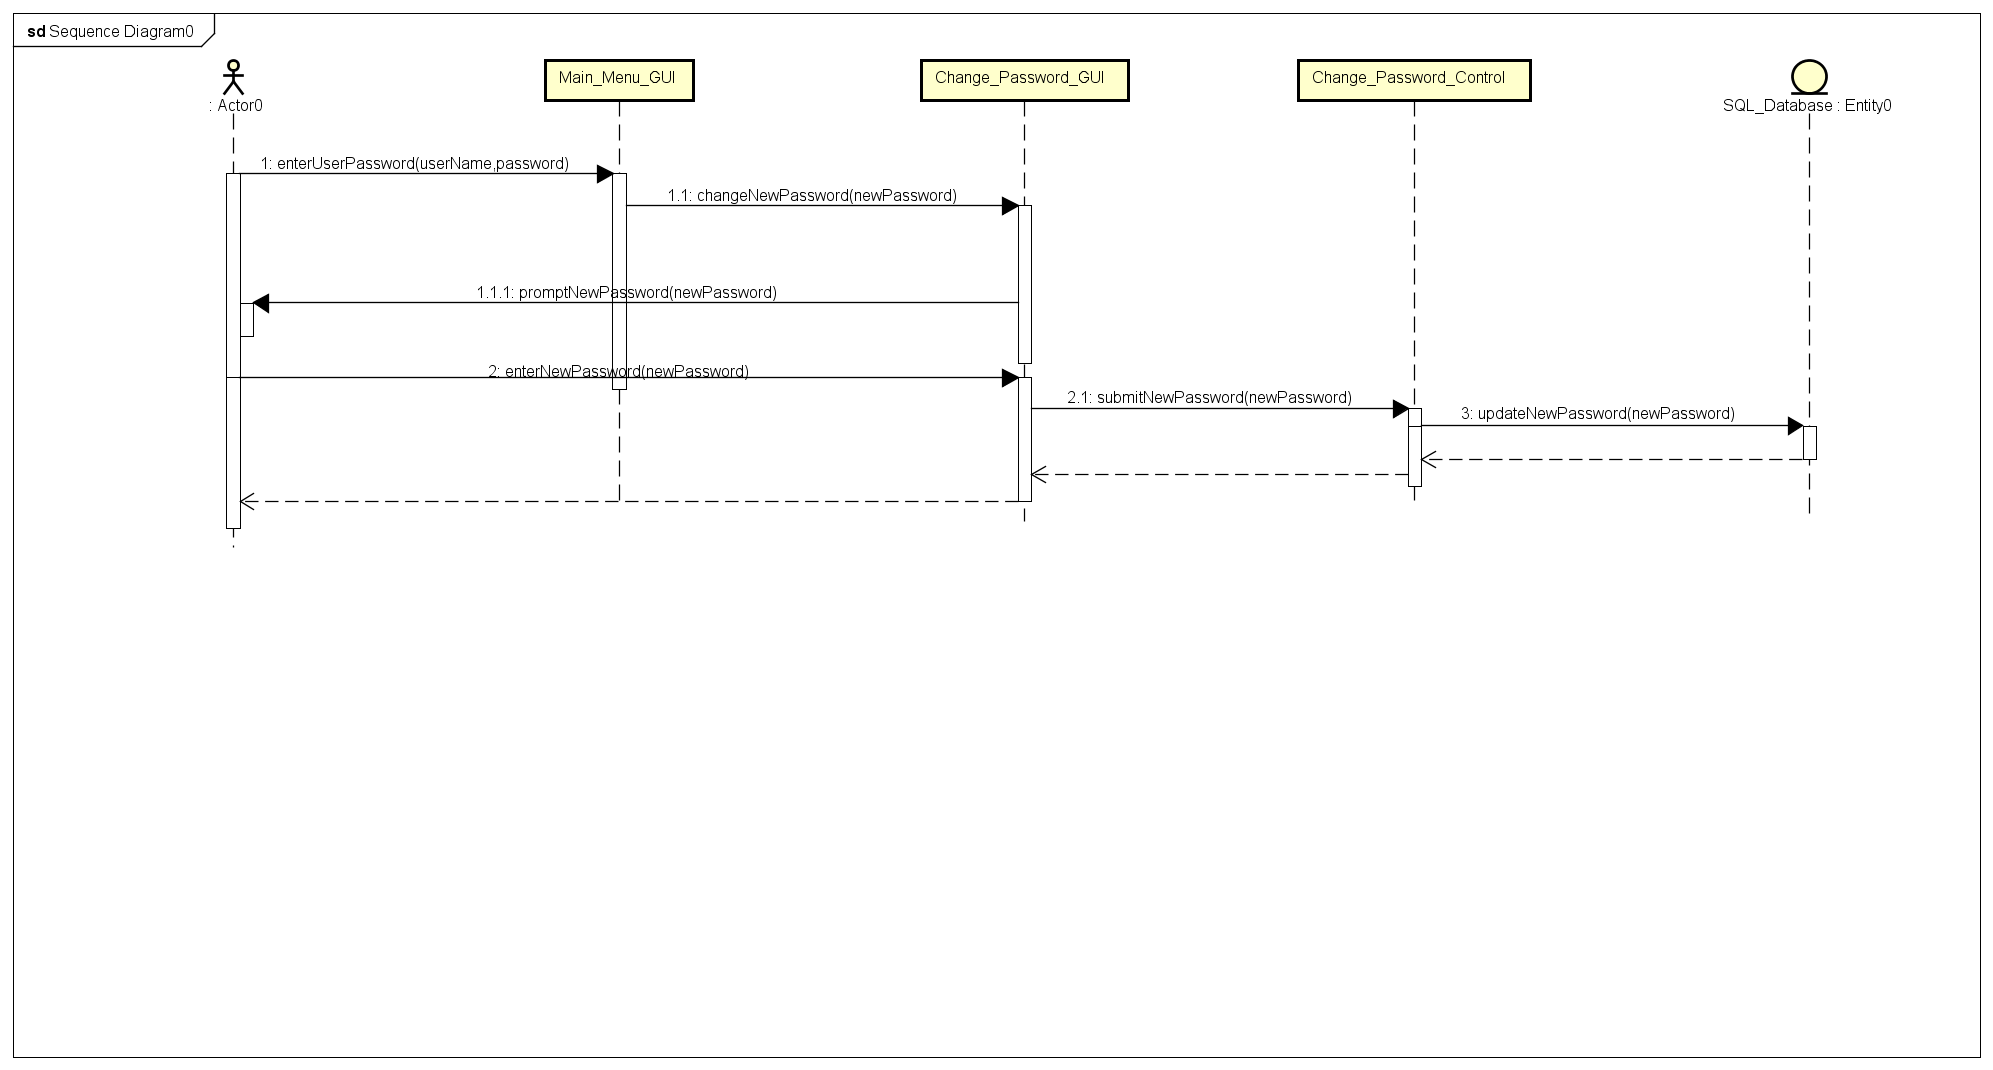 sd Sequence Diagram0
: Actor0
Main_Menu_GUI
Change_Password_GUI
Change_Password_Control
SQL_Database : Entity0
1: enterUserPassword(userName,password)
1.1: changeNewPassword(newPassword)
1.1.1: promptNewPassword(newPassword)
2: enterNewPassword(newPassword)
2.1: submitNewPassword(newPassword)
3: updateNewPassword(newPassword)